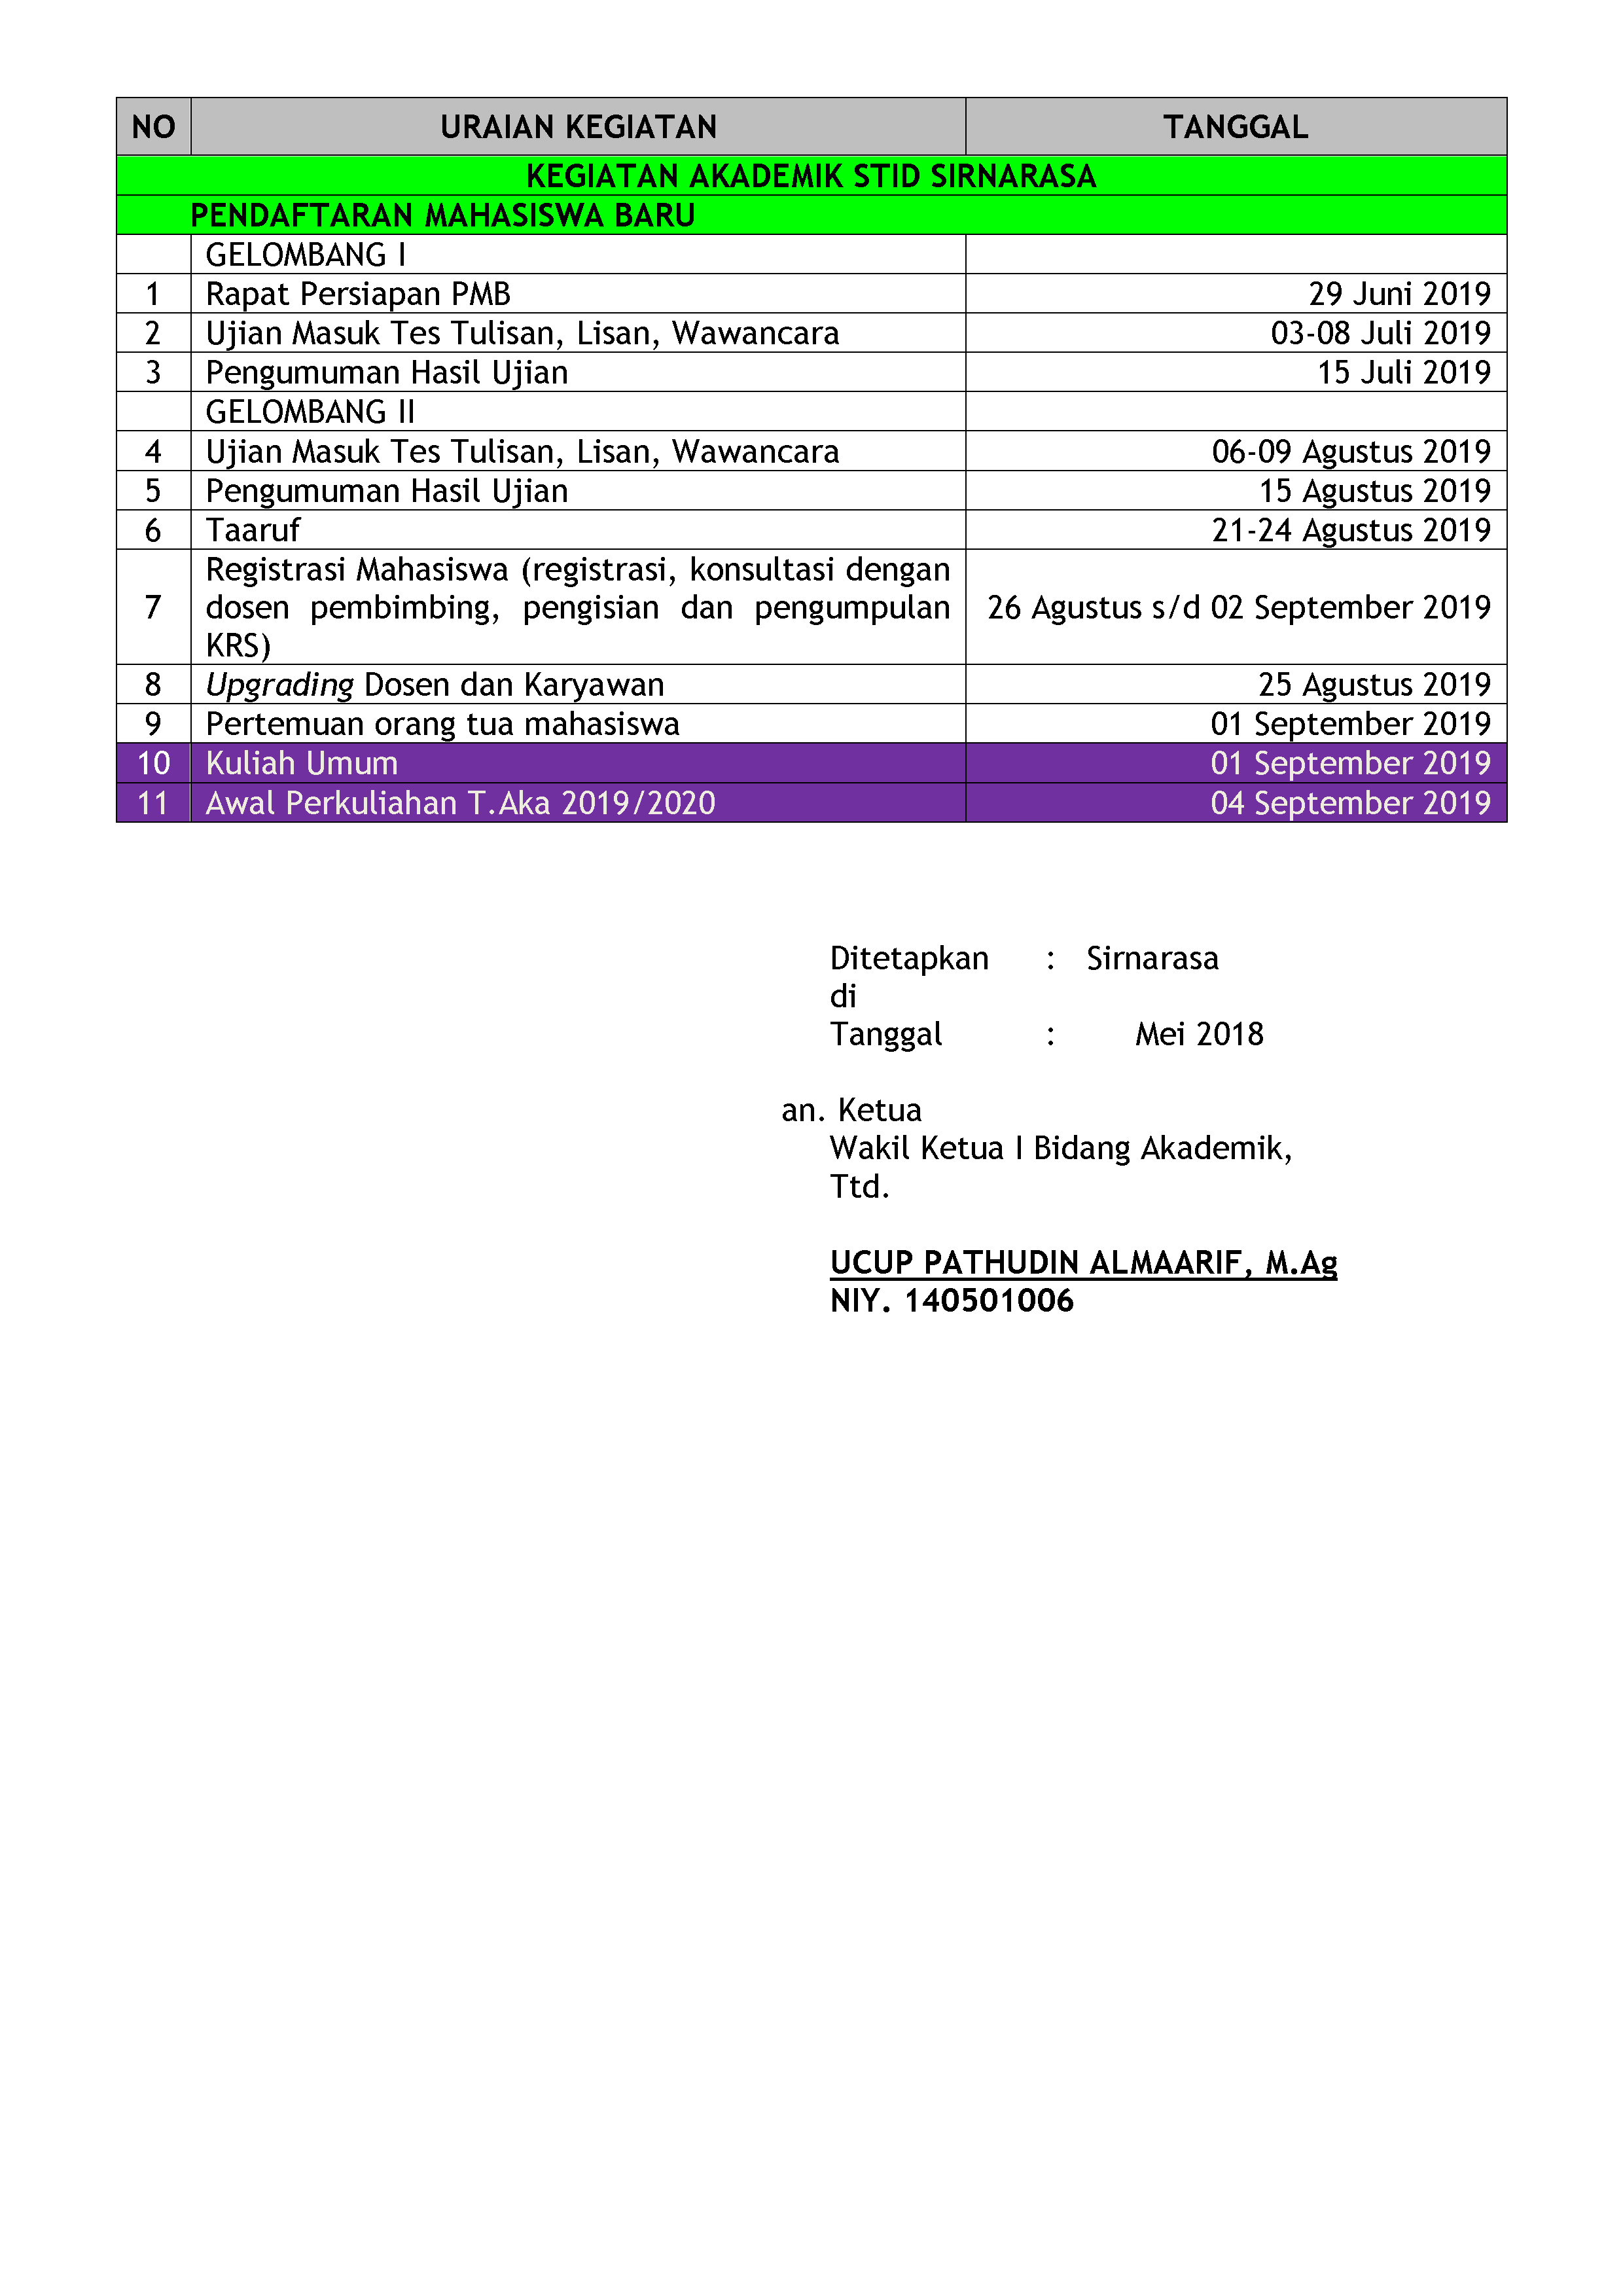 NO URAIAN KEGIATAN TANGGAL
KEGIATAN AKADEMIK STID SIRNARASA
PENDAFTARAN MAHASISWA BARU
GELOMBANG I
1 Rapat Persiapan PMB 29 Juni 2019
2 Ujian Masuk Tes Tulisan, Lisan, Wawancara 03-08 Juli 2019
3 Pengumuman Hasil Ujian 15 Juli 2019
GELOMBANG II
4 Ujian Masuk Tes Tulisan, Lisan, Wawancara 06-09 Agustus 2019
5 Pengumuman Hasil Ujian 15 Agustus 2019
6 Taaruf 21-24 Agustus 2019
Registrasi Mahasiswa (registrasi, konsultasi dengan
7 dosen pembimbing, pengisian dan pengumpulan 26 Agustus s/d 02 September 2019
KRS)
8 Upgrading Dosen dan Karyawan 25 Agustus 2019
9 Pertemuan orang tua mahasiswa 01 September 2019
10 Kuliah Umum 01 September 2019
11 Awal Perkuliahan T.Aka 2019/2020 04 September 2019
Ditetapkan : Sirnarasa
di
Tanggal : Mei 2018
an. Ketua
Wakil Ketua I Bidang Akademik,
Ttd.
UCUP PATHUDIN ALMAARIF, M.Ag
NIY. 140501006